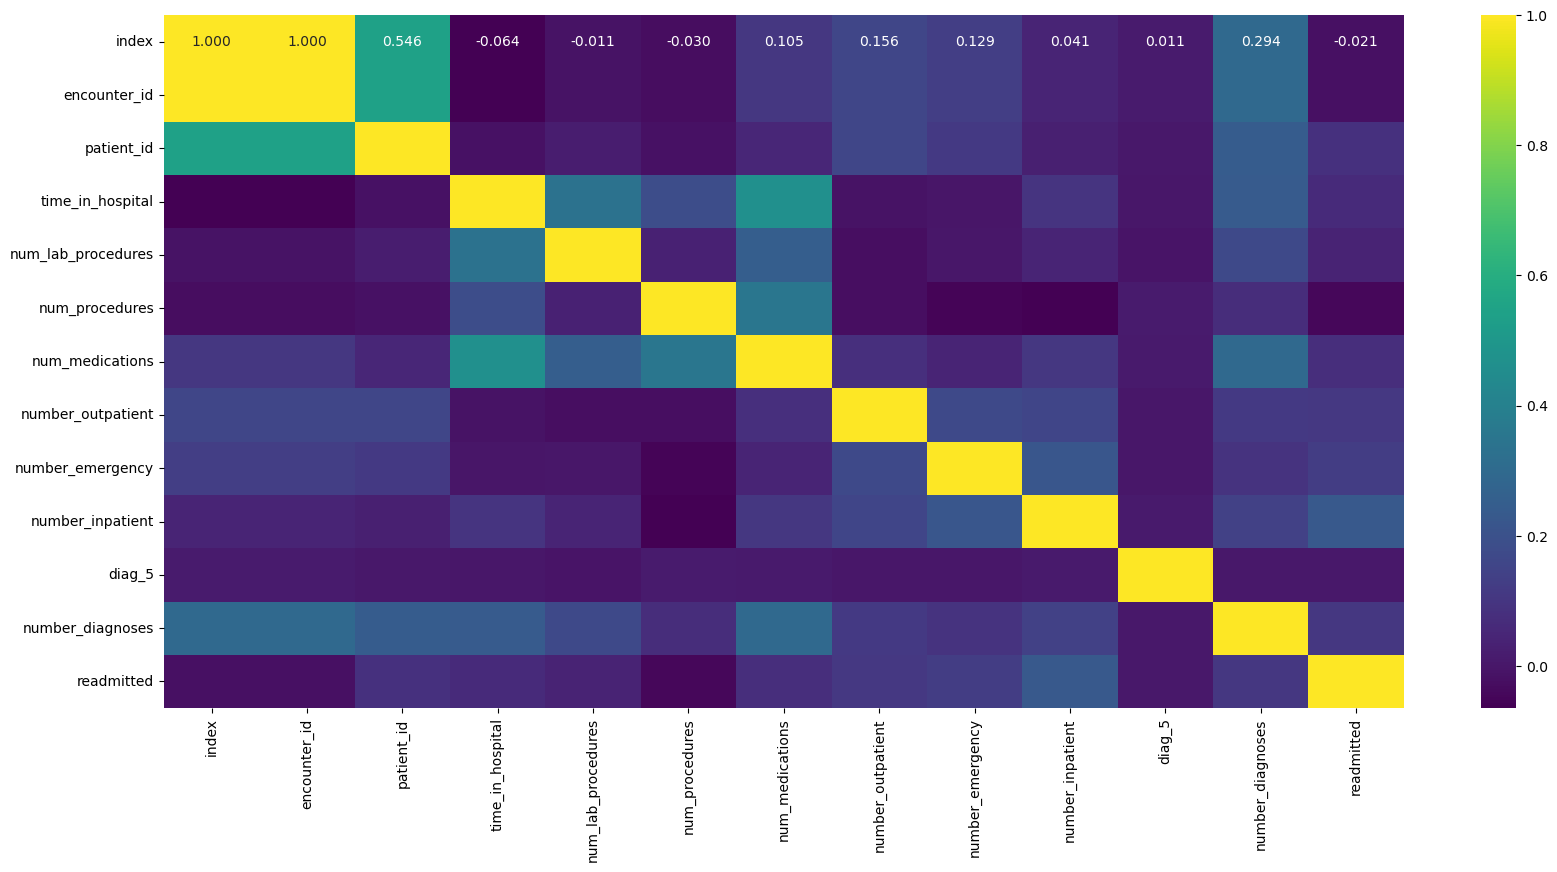 index 1.000 1.000 0.546 -0.064 -0.011 -0.030 0.105 0.156 0.129 0.041 0.011 0.294 -0.021
encounter_id
patient_id
time_in_hospital
num_lab_procedures
num_procedures
num_medications
number_outpatient
number_emergency
number_inpatient
diag_5
number_diagnoses
readmitted
index
encounter_id
patient_id
time_in_hospital
num_lab_procedures
num_procedures
num_medications
number_outpatient
number_emergency
number_inpatient
diag_5
number_diagnoses
readmitted
1.0
0.8
0.6
0.4
0.2
0.0